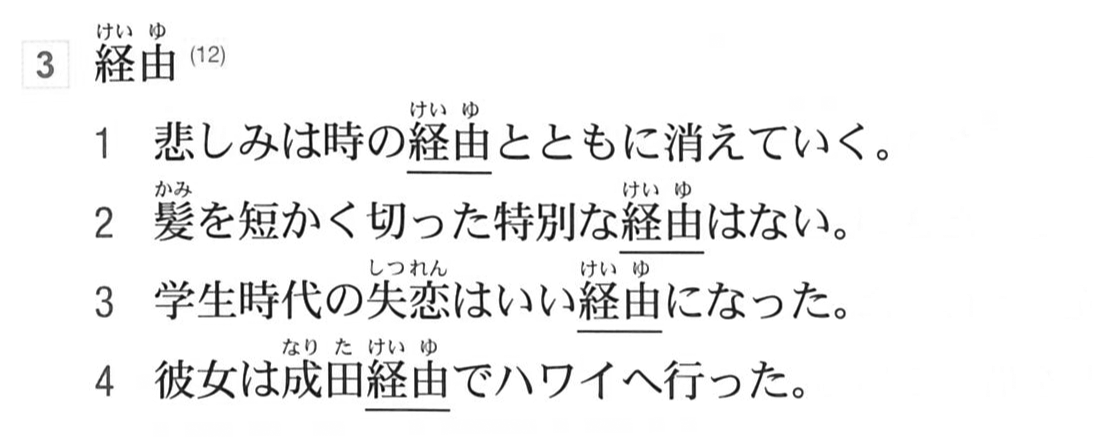 けい ゆ
3 経由 (12)
けい ゆ
1 悲しみは時の経由とともに消えていく。
かみ けい ゆ
2 髪を短かく切った特別な経由はない。
しつれん けい ゆ
3 学生時代の失恋はいい経由になった。
なり た けい ゆ
4 彼女は成田経由でハワイへ行った。